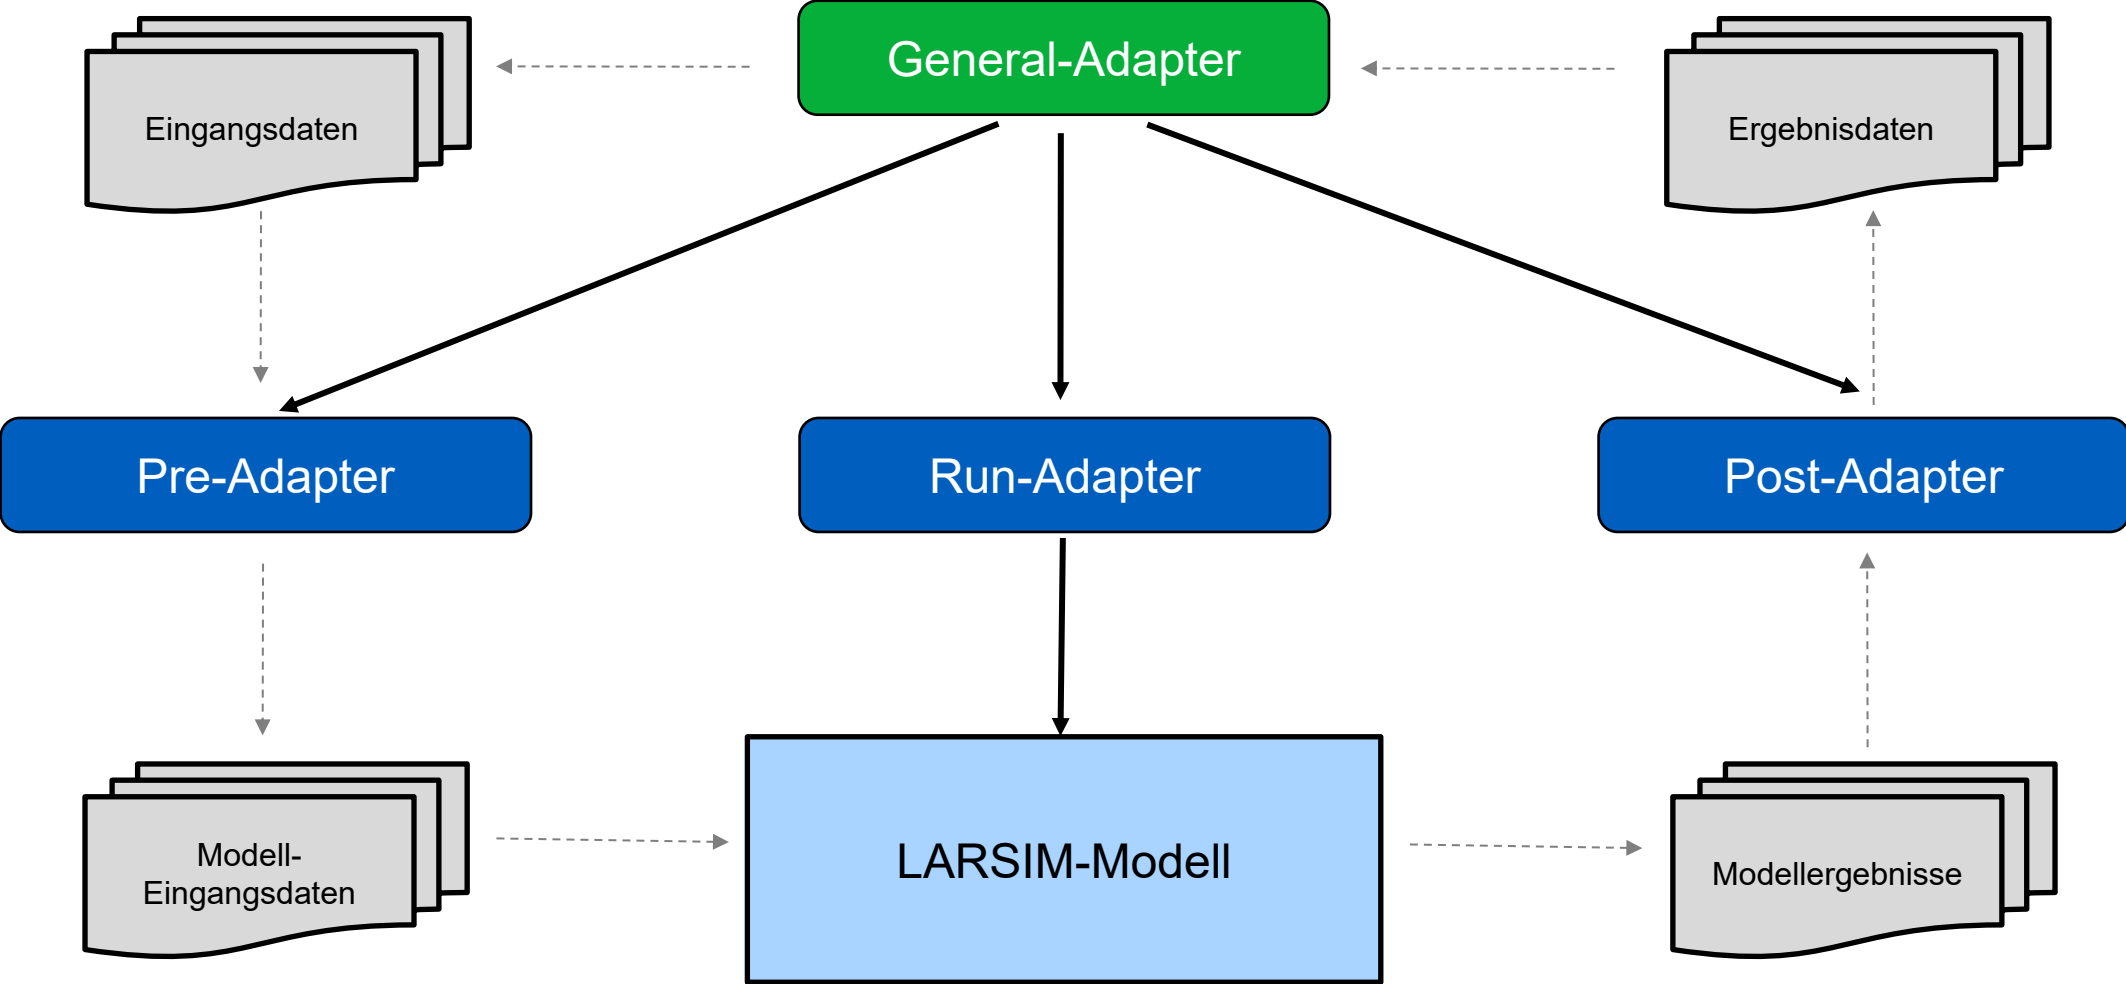 General-Adapter
Eingangsdaten
Ergebnisdaten
Pre-Adapter
Run-Adapter
Post-Adapter
Modell-
Eingangsdaten
LARSIM-Modell
Modellergebnisse